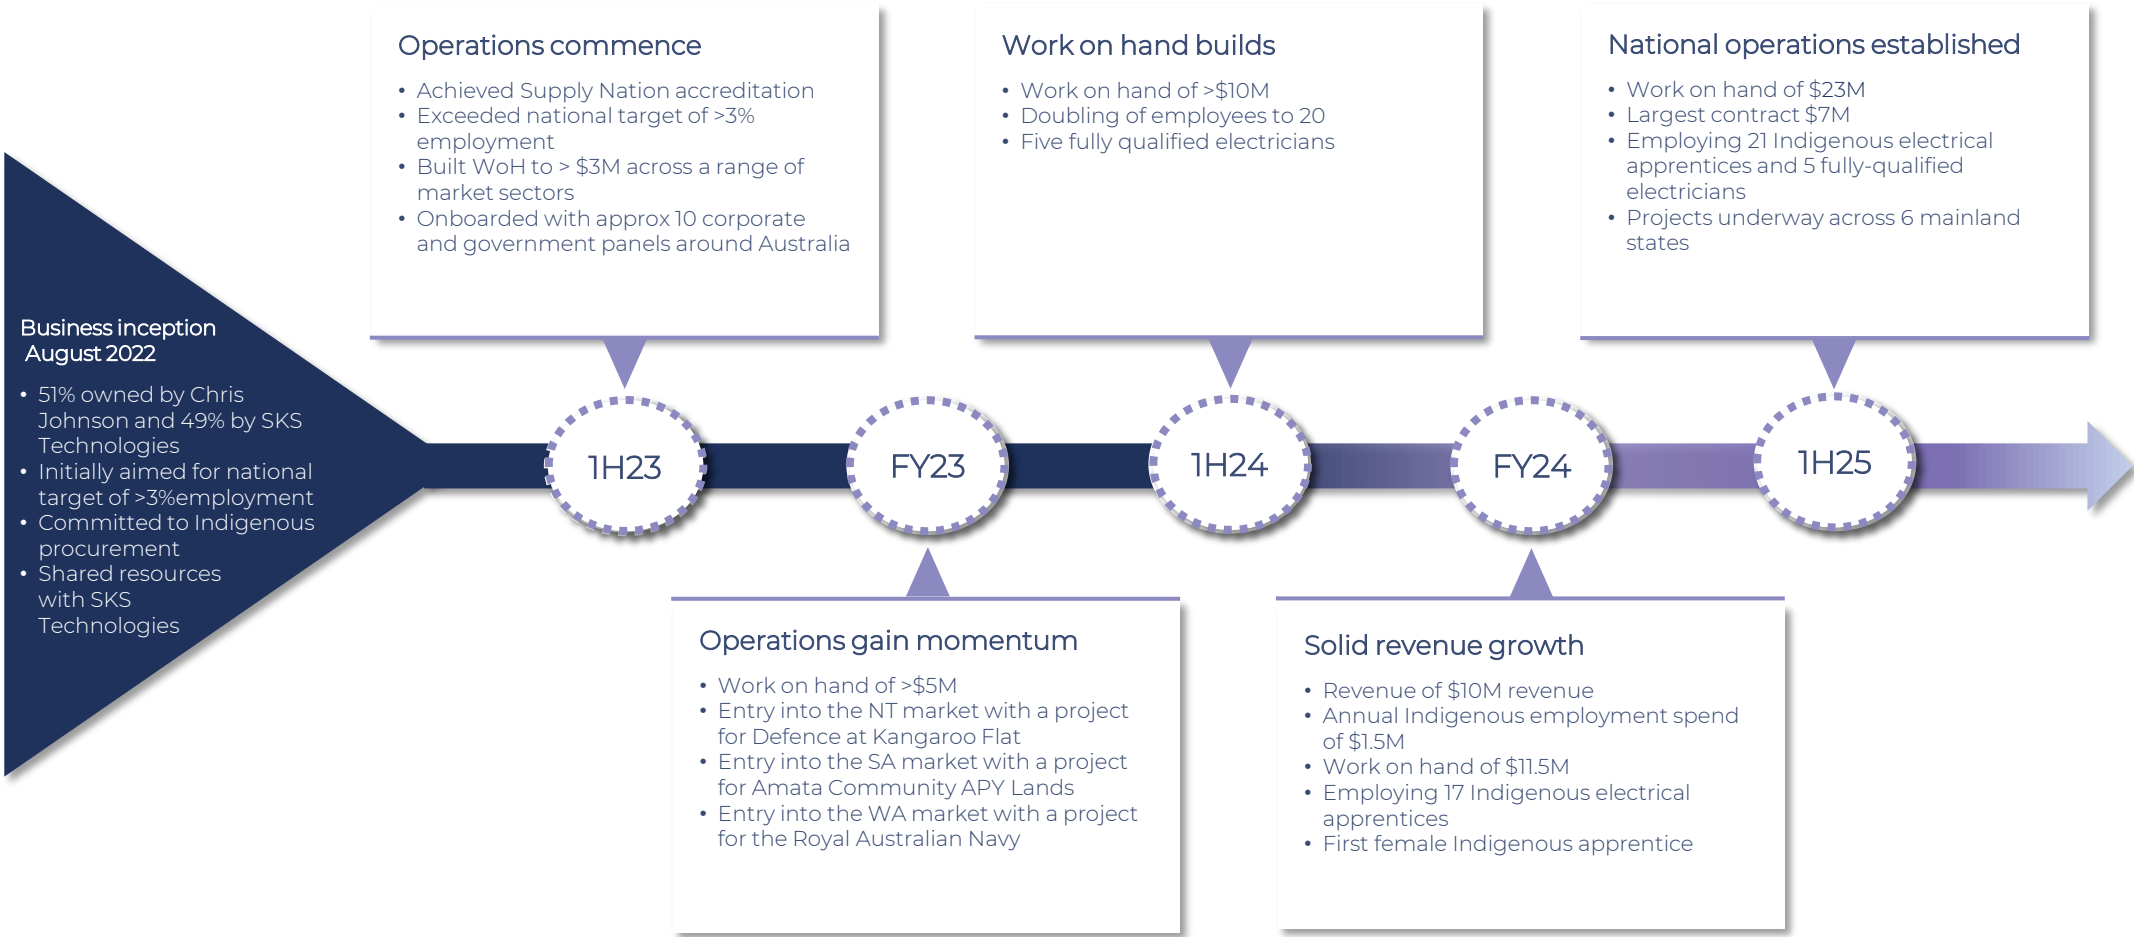 Business inception
August 2022
• 51% owned by Chris
Johnson and 49% by SKS
Technologies
• Initially aimed for national
target of >3%employment
• Committed to Indigenous
procurement
• Shared resources
with SKS
Technologies
Operations commence
• Achieved Supply Nation accreditation
• Exceeded national target of >3%
employment
• Built WoH to > $3M across a range of
market sectors
• Onboarded with approx 10 corporate
and government panels around Australia
1H23
FY23
Operations gain momentum
• Work on hand of >$5M
• Entry into the NT market with a project
for Defence at Kangaroo Flat
• Entry into the SA market with a project
for Amata Community APY Lands
• Entry into the WA market with a project
for the Royal Australian Navy
Work on hand builds
• Work on hand of >$10M
• Doubling of employees to 20
• Five fully qualified electricians
1H24
FY24
Solid revenue growth
• Revenue of $10M revenue
• Annual Indigenous employment spend
of $1.5M
• Work on hand of $11.5M
• Employing 17 Indigenous electrical
apprentices
• First female Indigenous apprentice
National operations established
• Work on hand of $23M
• Largest contract $7M
• Employing 21 Indigenous electrical
apprentices and 5 fully-qualified
electricians
• Projects underway across 6 mainland
states
1H25